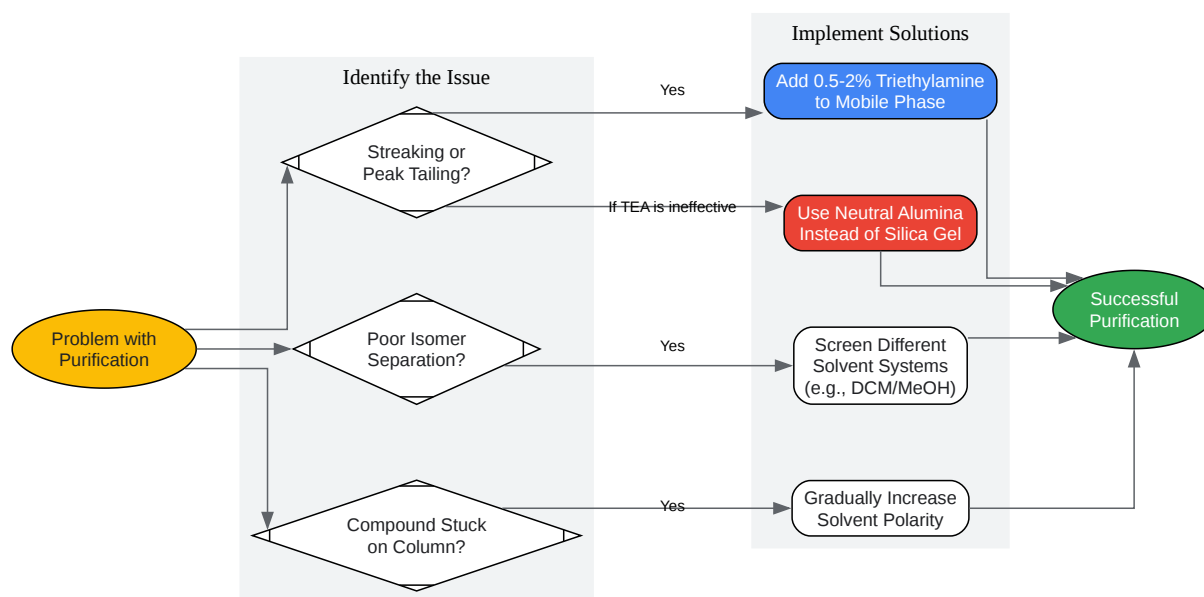 Implement Solutions
Identify the Issue
Add 0.5-2% Triethylamine
to Mobile Phase
Yes
Streaking or
Peak Tailing?
If TEA is ineffective
Use Neutral Alumina
Instead of Silica Gel
Problem with
Purification
Poor Isomer
Separation?
Yes
Screen Different
Solvent Systems
(e.g., DCM/MeOH)
Successful
Purification
Compound Stuck
on Column?
Yes
Gradually Increase
Solvent Polarity